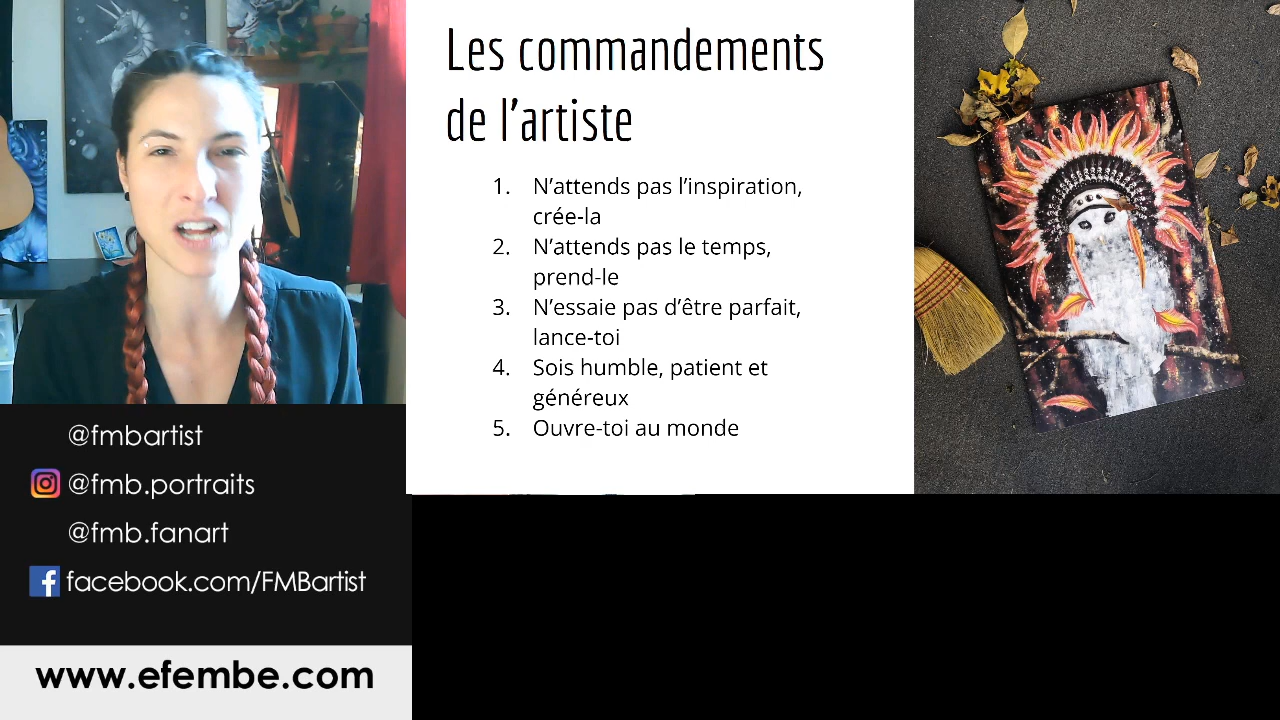 Les commandements
de l'artiste
1. N'attends pas l'inspiration,
crée-la
2. N'attends pas le temps,
prend-le
3. N'essaie pas d'être parfait,
lance-toi
4. Sois humble, patient et
généreux
5. Ouvre-toi au monde
@fmbartist
@fmb.portraits
@fmb.fanart
facebook.com/FMBartist
www.efembe.com